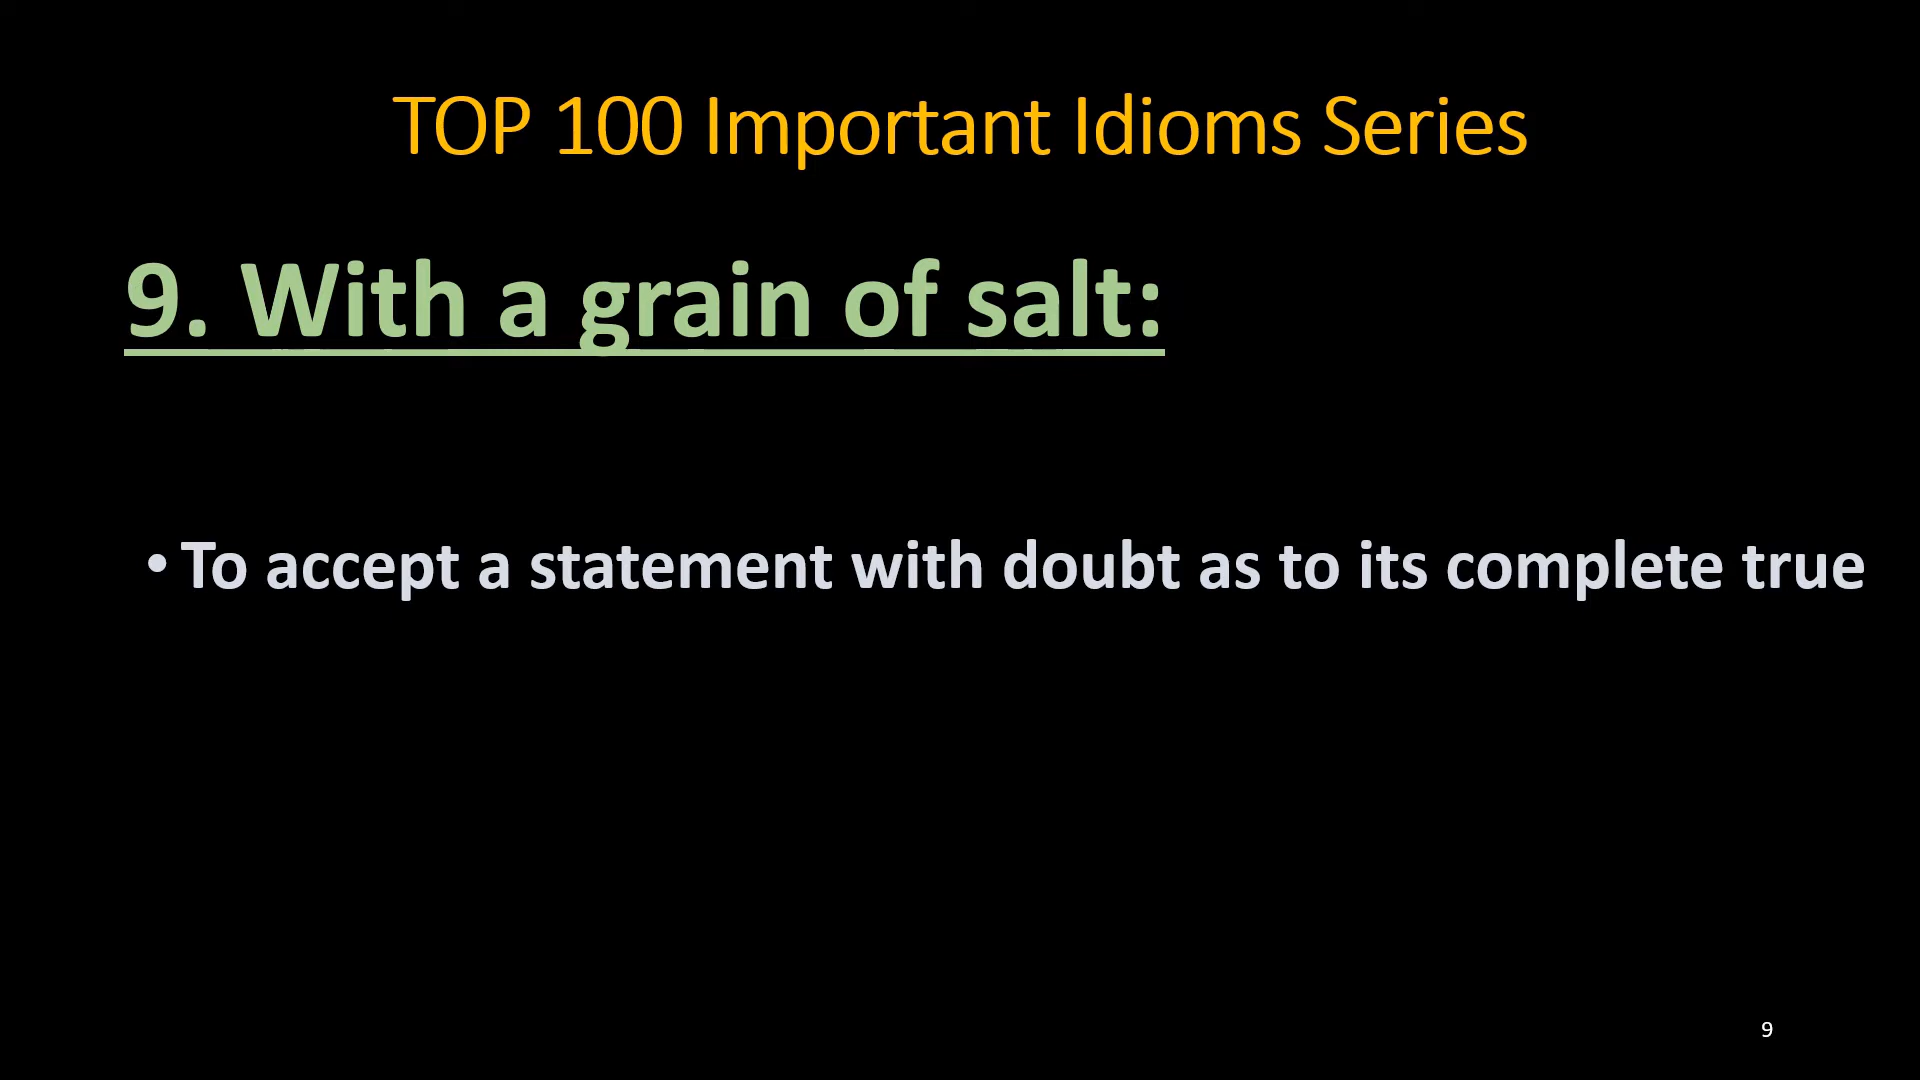 TOP 100 Important Idioms Series
9. With a grain of salt:
• To accept a statement with doubt as to its complete true
9